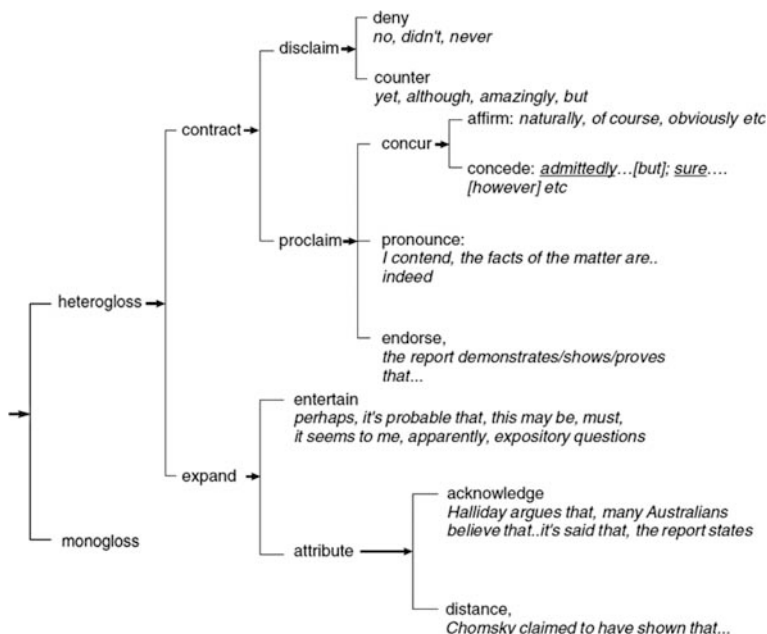 deny
no, didn't, never
disclaim
counter
yet, although, amazingly, but
contract
affirm: naturally, of course, obviously etc
concur
concede: admittedly…[but]; sure….
[however] etc
proclaim
pronounce:
I contend, the facts of the matter are..
indeed
heterogloss
endorse,
the report demonstrates/shows/proves
that...
entertain
perhaps, it's probable that, this may be, must,
it seems to me, apparently, expository questions
expand
acknowledge
Halliday argues that, many Australians
believe that..it's said that, the report states
monogloss
attribute
distance,
Chomsky claimed to have shown that...